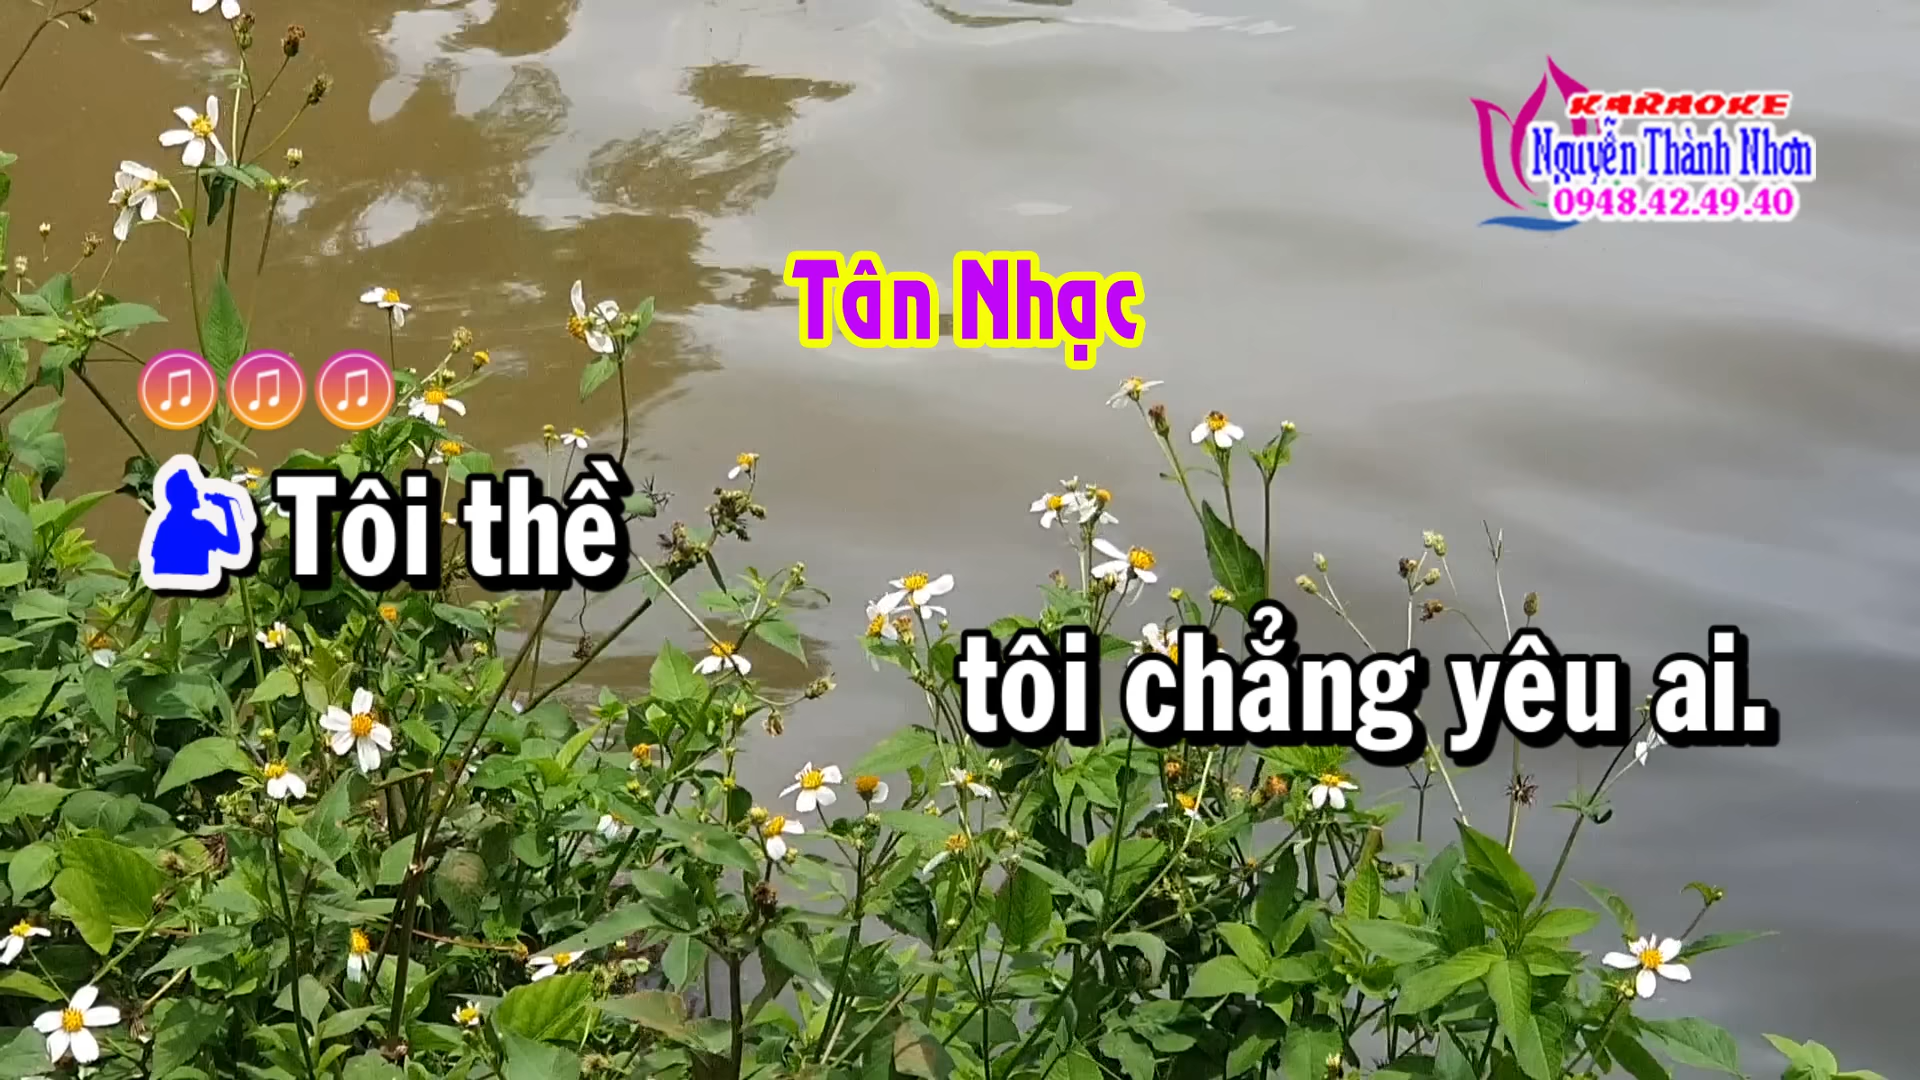 KARAOKE
Nguyễn Thành Nhơn
0948.42.49.40
Tân Nhạc
Tôi thề
tôi chẳng yêu ai.